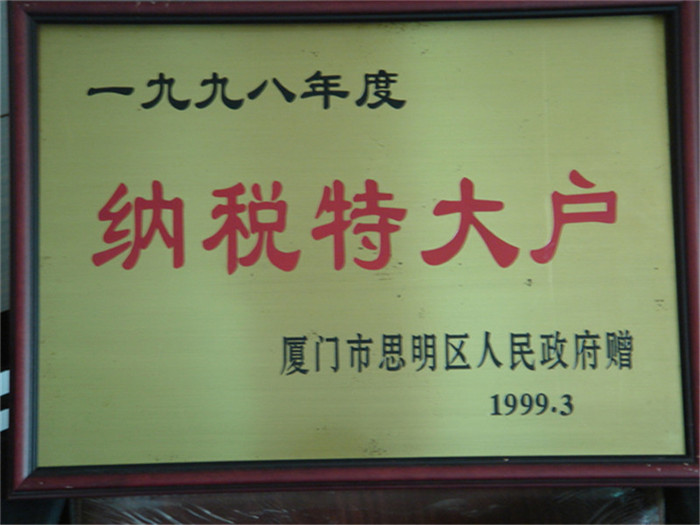 一九九八年度
纳税特大户
厦门市思明区人民政府赠
1999.3